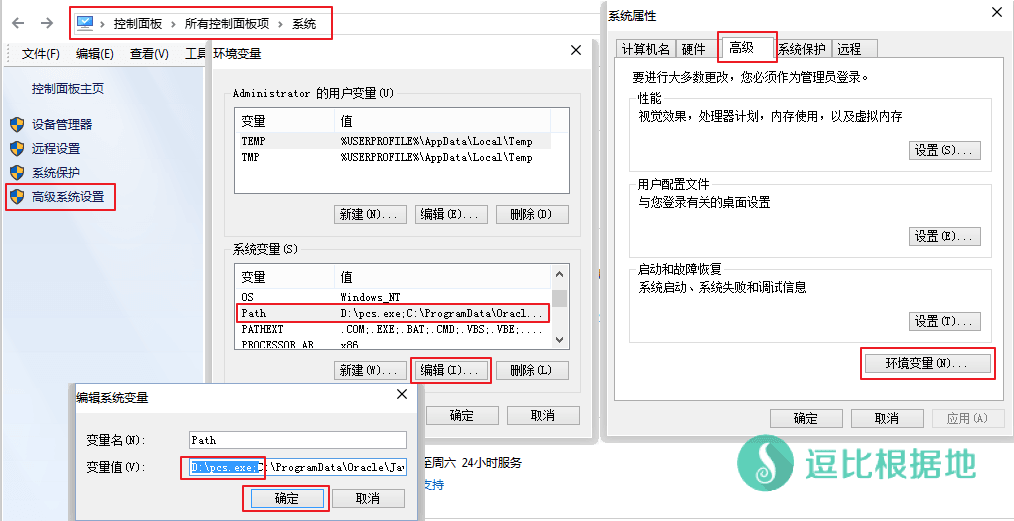 控制面板 › 所有控制面板项 › 系统
文件(F) 编辑(E) 查看(V) 工具
控制面板主页
设备管理器
远程设置
系统保护
高级系统设置
环境变量
Administrator 的用户变量(U)
变量 值
TEMP %USERPROFILE%\AppData\Local\Temp
TMP %USERPROFILE%\AppData\Local\Temp
新建(N)... 编辑(E)... 删除(D)
系统变量(S)
变量 值
OS Windows_NT
Path D:\pcs.exe;C:\ProgramData\Oracl...
PATHEXT .COM;.EXE;.BAT;.CMD;.VBS;.VBE;...
PROCESSOR_AR x86
新建(W)... 编辑(I)... 删除(L)
确定 取消
编辑系统变量
变量名(N): Path
变量值(V): D:\pcs.exe;C:\ProgramData\Oracle\Jav
确定 取消
至周六 24小时服务
支持
系统属性
计算机名 硬件 高级 系统保护 远程
要进行大多数更改，您必须作为管理员登录。
性能
视觉效果，处理器计划，内存使用，以及虚拟内存
设置(S)...
用户配置文件
与您登录有关的桌面设置
设置(E)...
启动和故障恢复
系统启动、系统失败和调试信息
设置(T)...
环境变量(N)...
确定 取消 应用(A)
逗比根据地